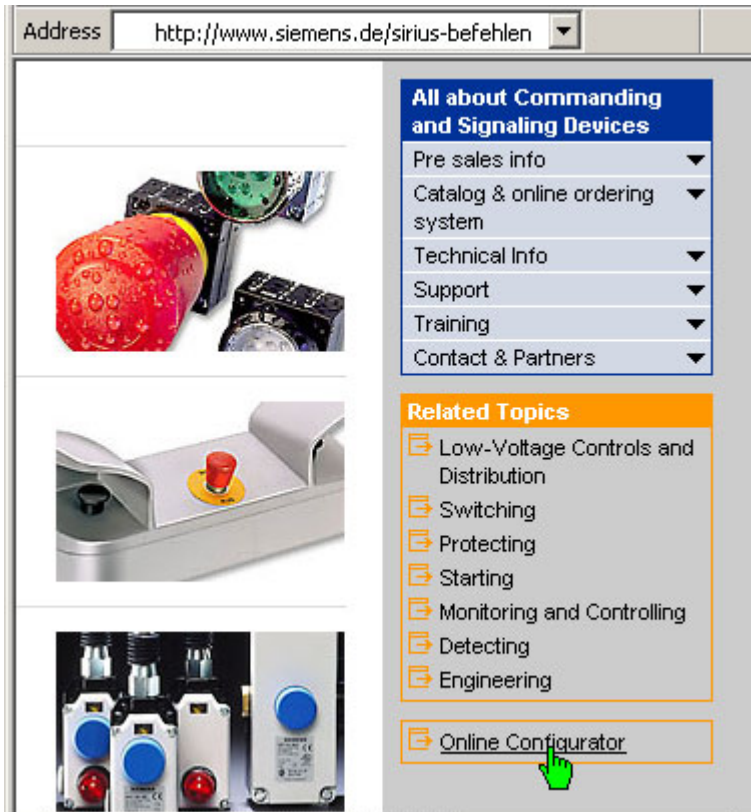 Address http://www.siemens.de/sirius-befehlen
All about Commanding
and Signaling Devices
Pre sales info
Catalog & online ordering
system
Technical Info
Support
Training
Contact & Partners
Related Topics
Low-Voltage Controls and
Distribution
Switching
Protecting
Starting
Monitoring and Controlling
Detecting
Engineering
Online Configurator